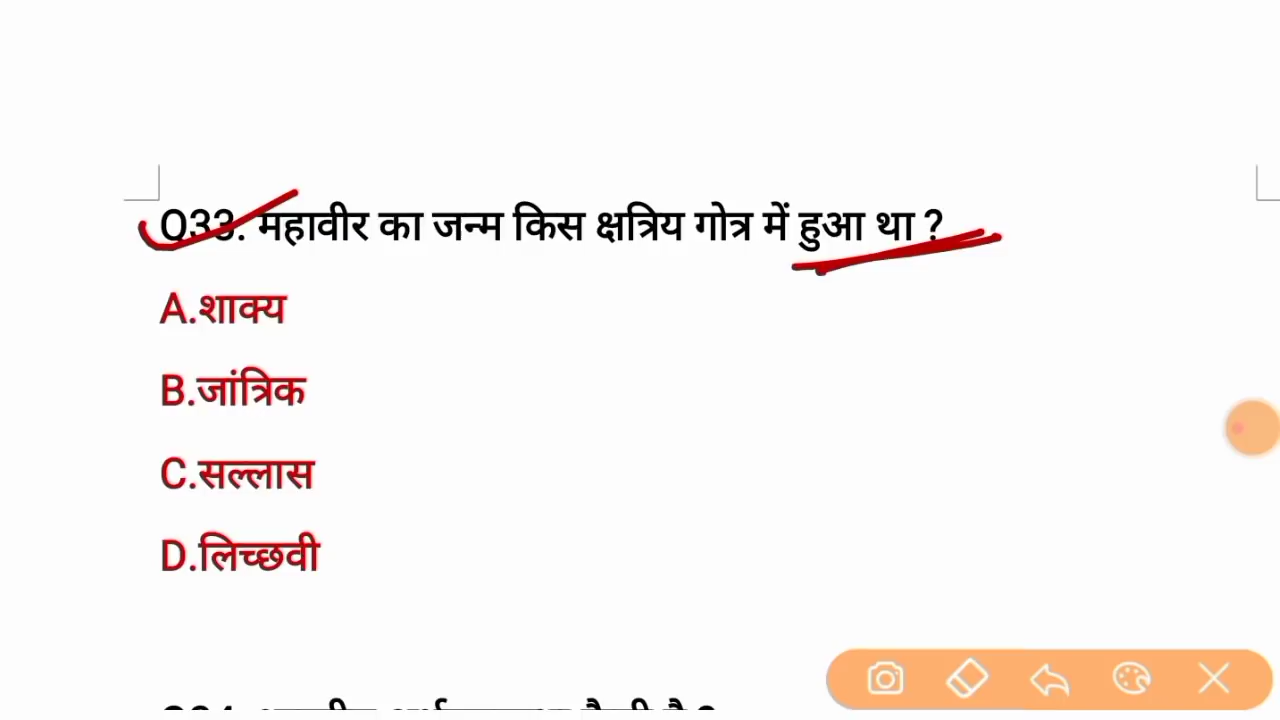 Q33. महावीर का जन्म किस क्षत्रिय गोत्र में हुआ था ?
A.शाक्य
B.जांत्रिक
C.सल्लास
D.लिच्छवी